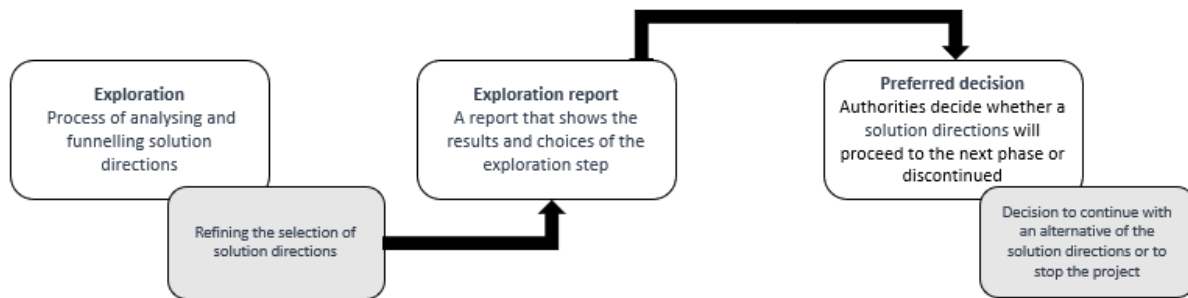 Exploration
Process of analysing and
funnelling solution
directions
Refining the selection of
solution directions
Exploration report
A report that shows the
results and choices of the
exploration step
Preferred decision
Authorities decide whether a
solution directions will
proceed to the next phase or
discontinued
Decision to continue with
an alternative of the
solution directions or to
stop the project